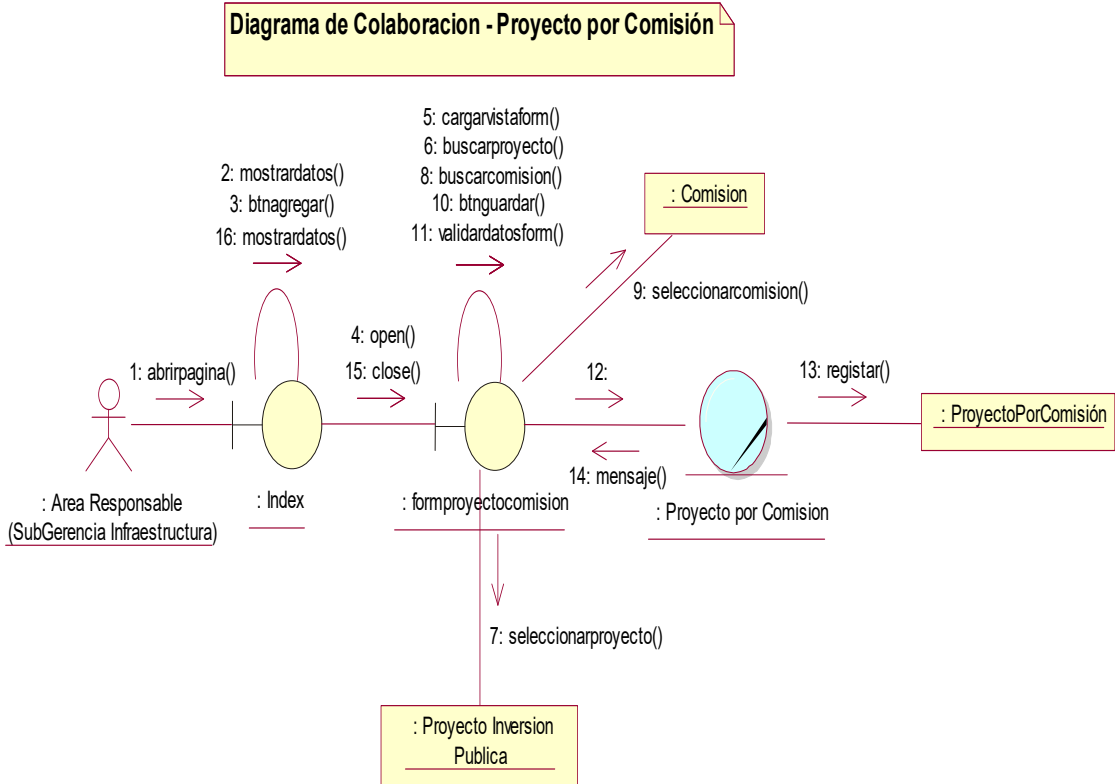 Diagrama de Colaboracion - Proyecto por Comisión
5: cargarvistaform()
6: buscarproyecto()
8: buscarcomision()
10: btnguardar()
11: validardatosform()
2: mostrardatos()
3: btnagregar()
16: mostrardatos()
: Comision
9: seleccionarcomision()
4: open()
15: close()
1: abrirpagina()
12:
13: registar()
: ProyectoPorComisión
14: mensaje()
: Area Responsable
(SubGerencia Infraestructura)
: Index
: formproyectocomision
: Proyecto por Comision
7: seleccionarproyecto()
: Proyecto Inversion
Publica